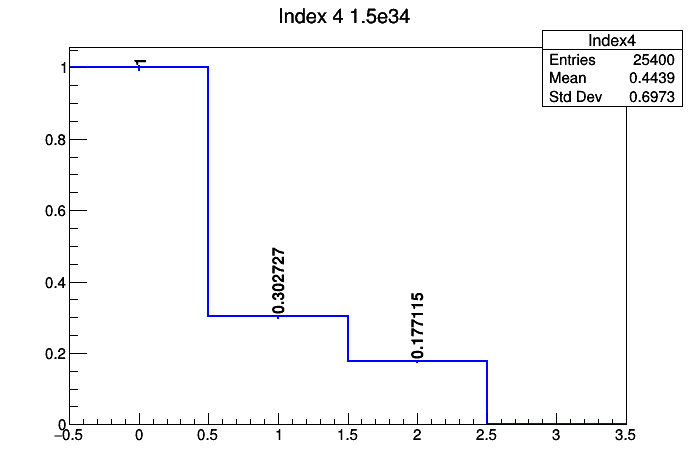 Index 4 1.5e34
Index4
Entries 25400
Mean 0.4439
Std Dev 0.6973
1
0.8
0.6
0.4
0.2
0
1
0.302727
0.177115
−0.5 0 0.5 1 1.5 2 2.5 3 3.5